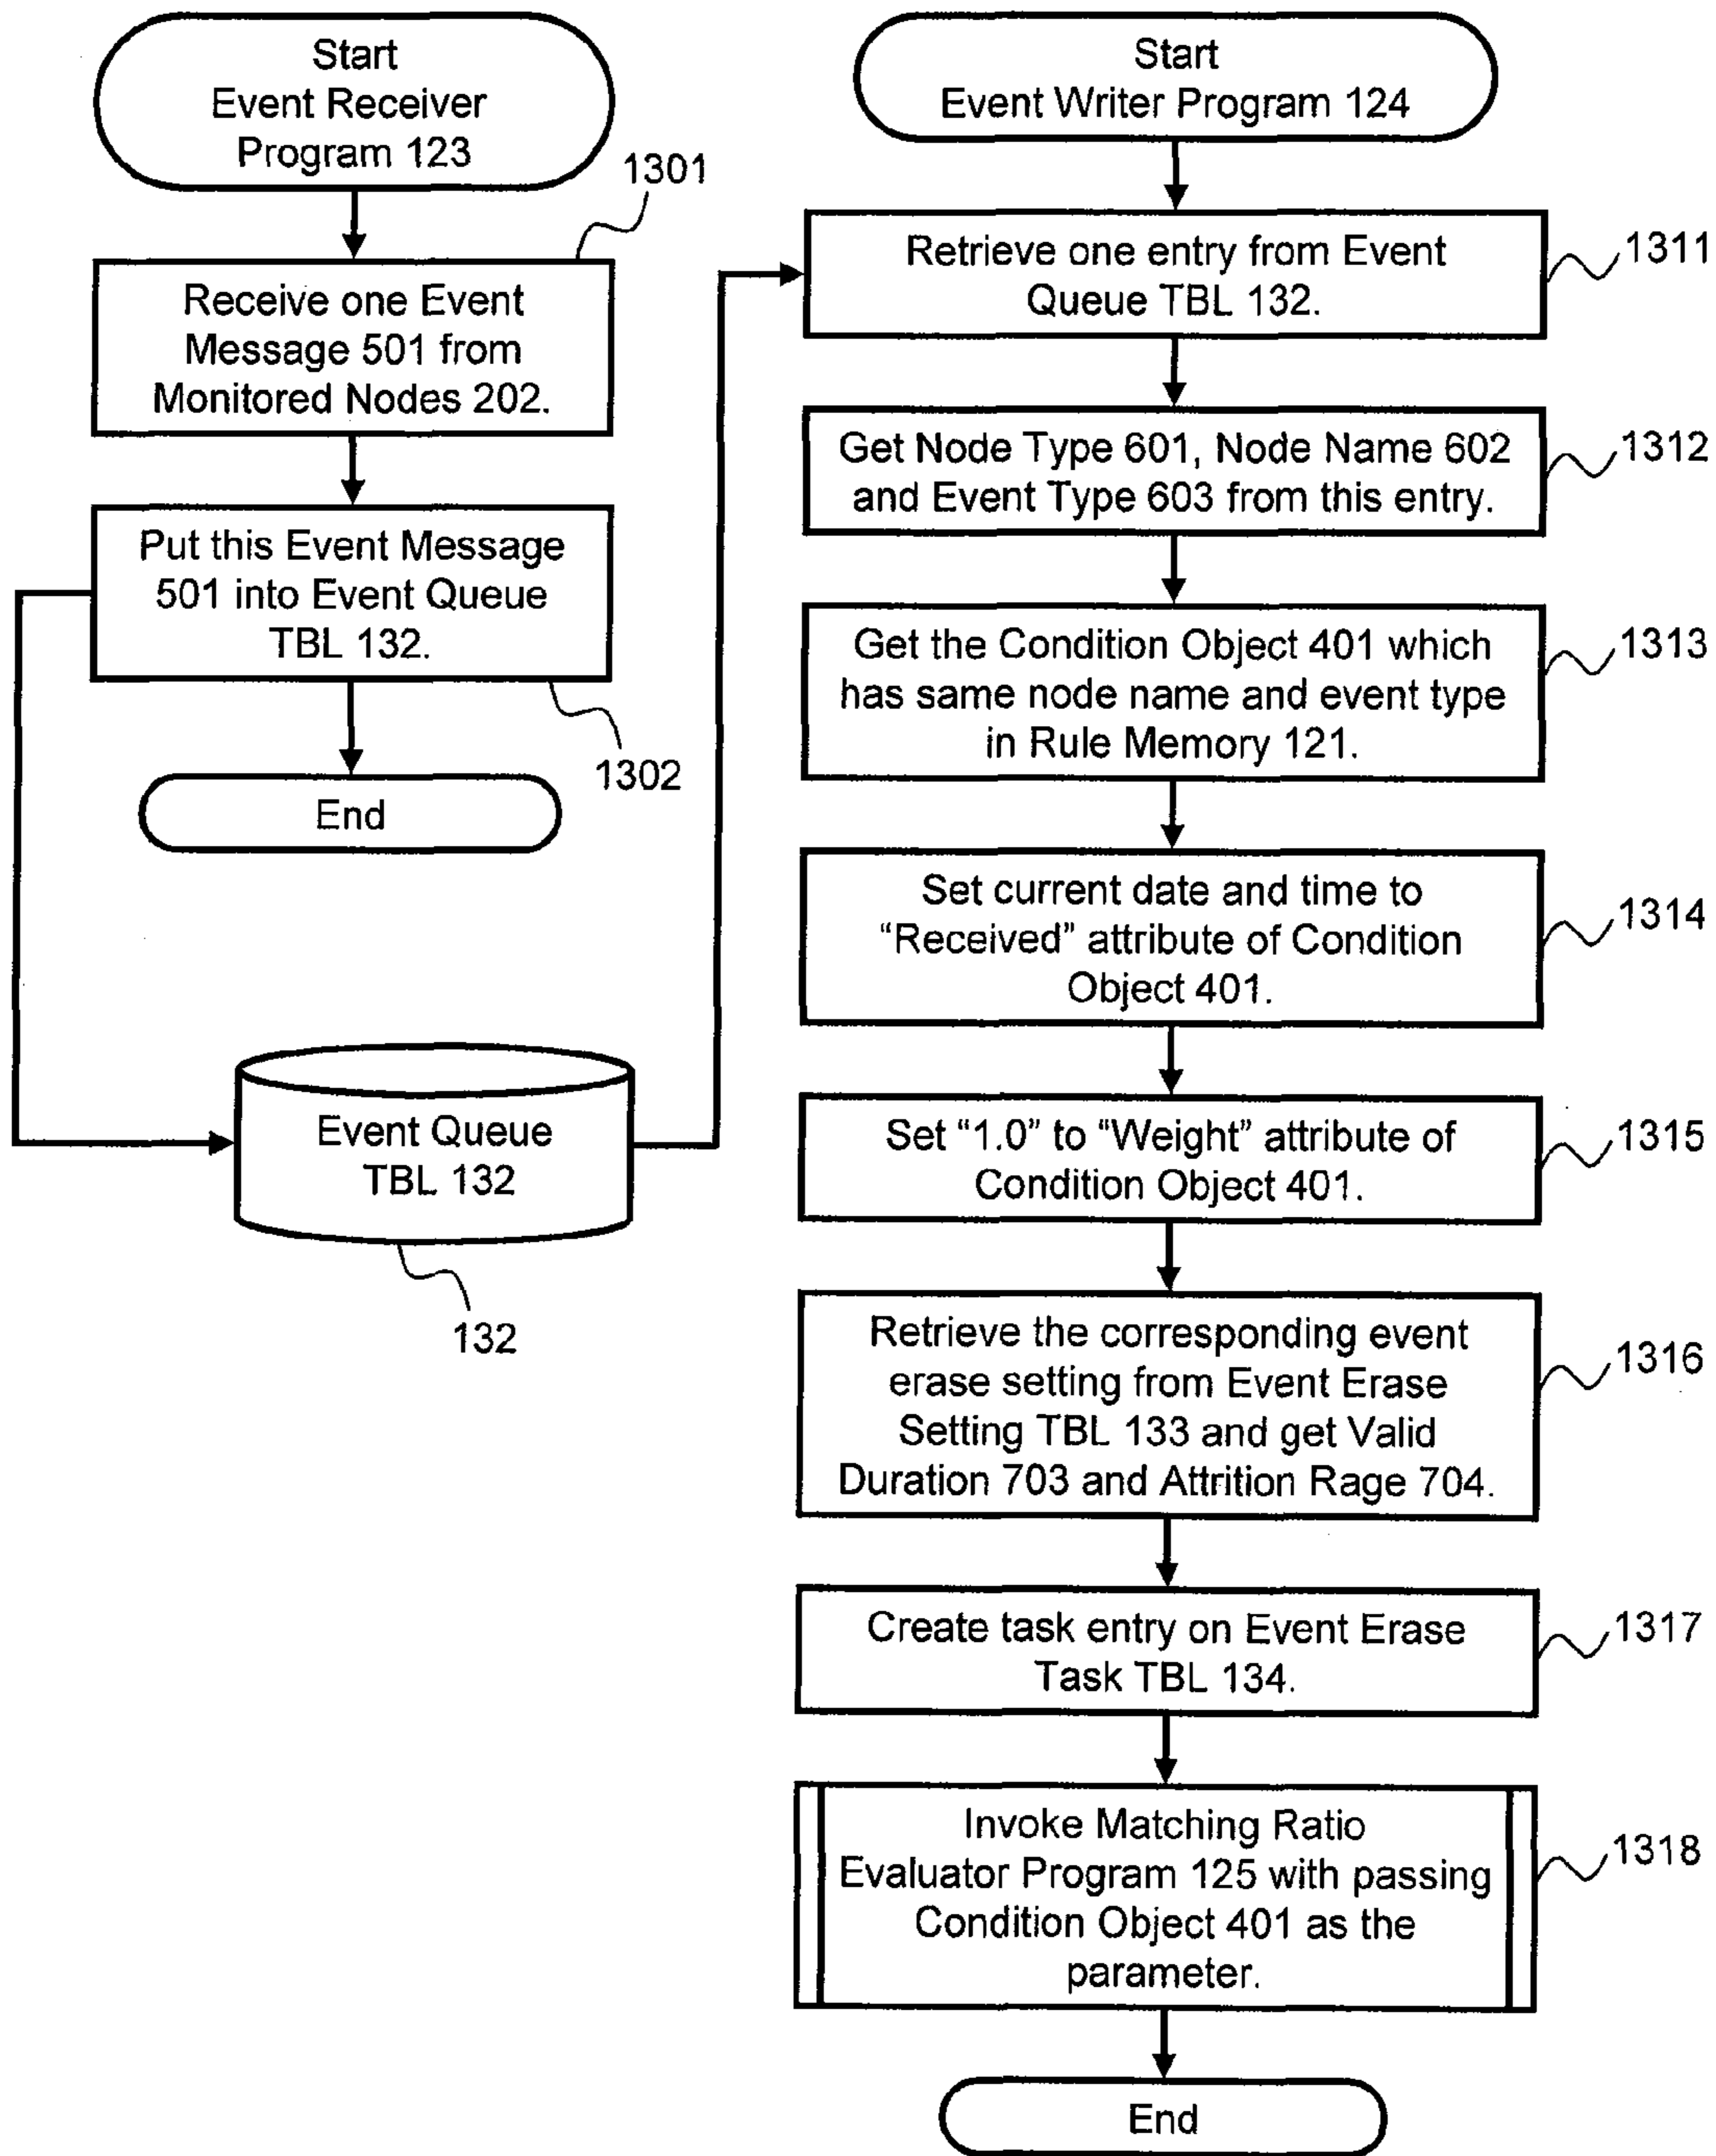 Start
Event Receiver
Program 123
1301
Receive one Event
Message 501 from
Monitored Nodes 202.
Put this Event Message
501 into Event Queue
TBL 132.
1302
End
Event Queue
TBL 132
132
Start
Event Writer Program 124
Retrieve one entry from Event
Queue TBL 132.
1311
Get Node Type 601, Node Name 602
and Event Type 603 from this entry.
1312
Get the Condition Object 401 which
has same node name and event type
in Rule Memory 121.
1313
Set current date and time to
“Received” attribute of Condition
Object 401.
1314
Set “1.0” to “Weight” attribute of
Condition Object 401.
1315
Retrieve the corresponding event
erase setting from Event Erase
Setting TBL 133 and get Valid
Duration 703 and Attrition Rage 704.
1316
Create task entry on Event Erase
Task TBL 134.
1317
Invoke Matching Ratio
Evaluator Program 125 with passing
Condition Object 401 as the
parameter.
1318
End